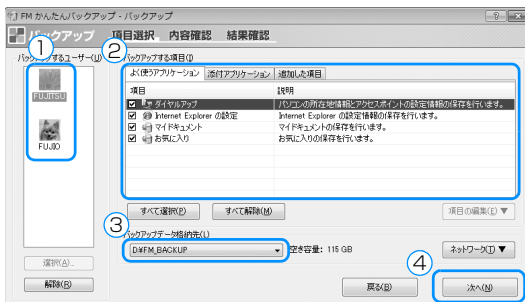 FM かんたんバックアップ - バックアップ
バックアップ 項目選択 内容確認 結果確認
① ②
バックアップするユーザー(U) バックアップする項目(I)
よく使うアプリケーション 添付アプリケーション 追加した項目
項目 説明
FUJITSU
ダイヤルアップ パソコンの所在地情報とアクセスポイントの設定情報の保存を行います。
Internet Explorer の設定 Internet Explorer の設定情報の保存を行います。
マイドキュメント マイドキュメントの保存を行います。
お気に入り お気に入りの保存を行います。
FUJIO
すべて選択(P) すべて解除(M) 項目の編集(E) ▼
③
バックアップデータ格納先(L)
D:¥FM_BACKUP 空き容量: 115 GB ネットワーク(T) ▼
選択(A)...
④
解除(R) 戻る(B) 次へ(N)